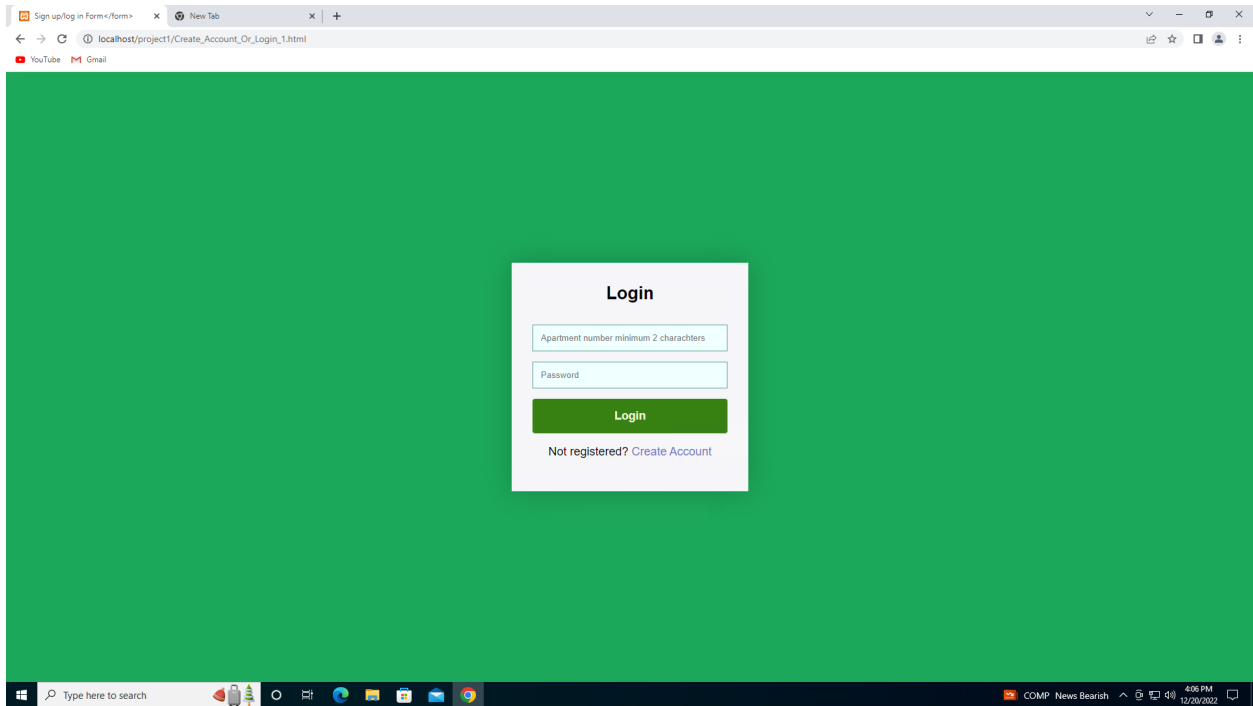 Sign up/log in Form</form>
New Tab
localhost/project1/Create_Account_Or_Login_1.html
YouTube
Gmail
Login
Apartment number minimum 2 charachters
Password
Login
Not registered? Create Account
Type here to search
COMP News Bearish
4:06 PM
12/20/2022